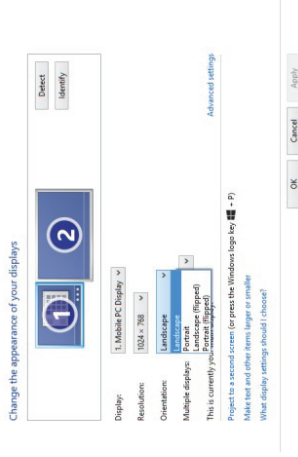 Change the appearance of your displays
1
2
Detect
Identify
Display: 1. Mobile PC Display
Resolution: 1024 × 768
Orientation: Landscape
Landscape
Portrait
Landscape (flipped)
Portrait (flipped)
Multiple displays:
This is currently your
Advanced settings
Project to a second screen (or press the Windows logo key + P)
Make text and other items larger or smaller
What display settings should I choose?
OK Cancel Apply